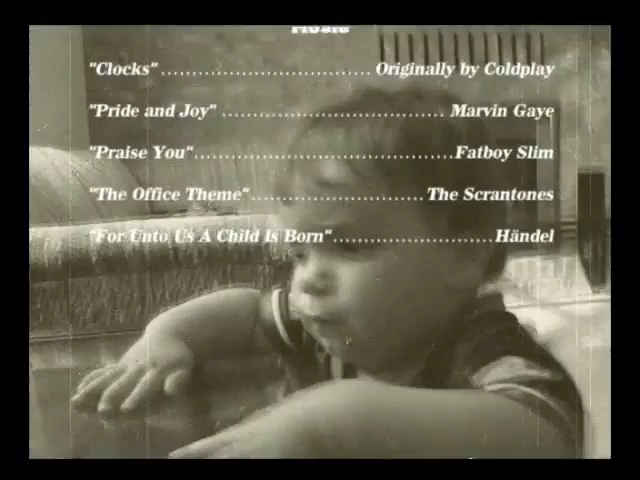 "Clocks"..................................Originally by Coldplay
"Pride and Joy" ....................................Marvin Gaye
"Praise You"..........................................Fatboy Slim
"The Office Theme"............................The Scrantones
"For Unto Us A Child Is Born"..........................Händel